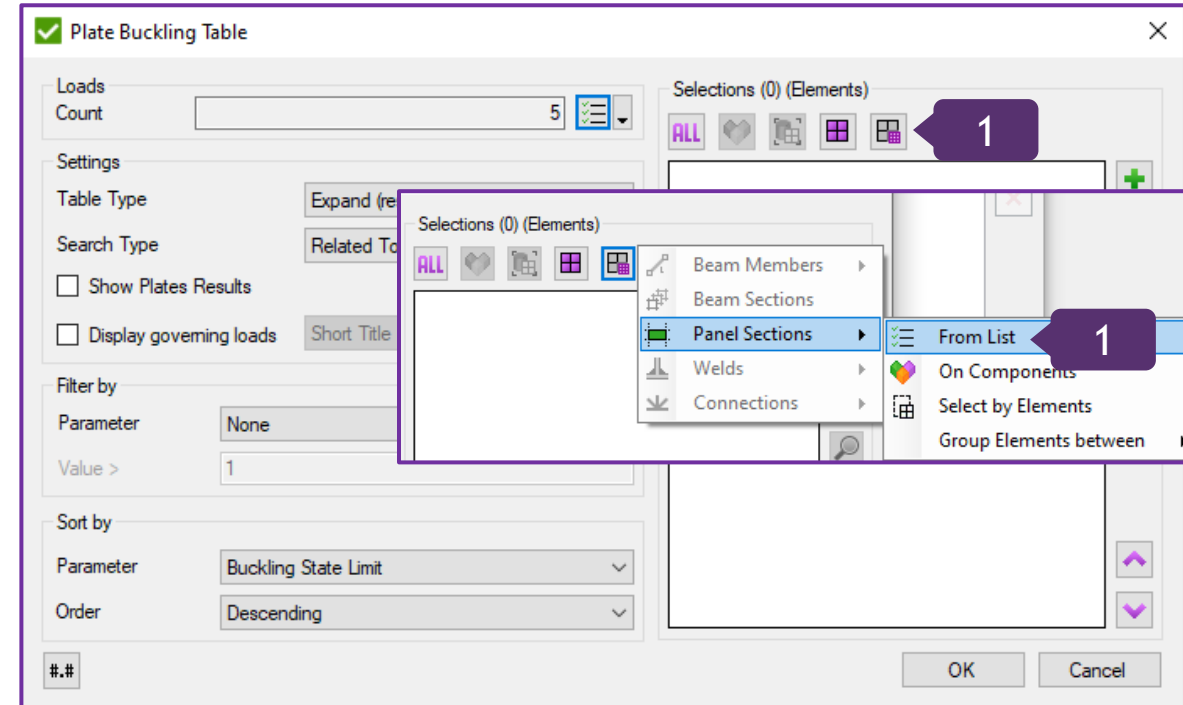 Plate Buckling Table
Loads
Count
5
Settings
Table Type
Expand (re
Search Type
Related To
Show Plates Results
Display governing loads
Short Title
Filter by
Parameter
None
Value >
1
Sort by
Parameter
Buckling State Limit
Order
Descending
#.#
Selections (0) (Elements)
ALL
1
Selections (0) (Elements)
ALL
Beam Members
Beam Sections
Panel Sections
Welds
Connections
From List
1
On Components
Select by Elements
Group Elements between
OK
Cancel